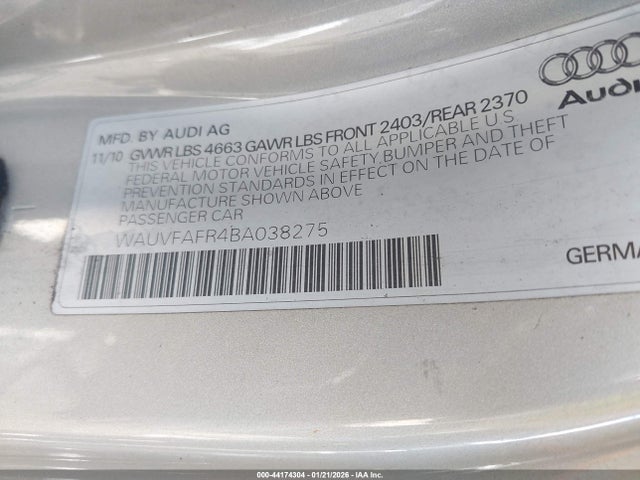 Audi
MFD. BY AUDI AG
11/10 GVWR LBS 4663 GAWR LBS FRONT 2403/REAR 2370
THIS VEHICLE CONFORMS TO ALL APPLICABLE U.S.
FEDERAL MOTOR VEHICLE SAFETY, BUMPER AND THEFT
PREVENTION STANDARDS IN EFFECT ON THE DATE OF
MANUFACTURE SHOWN ABOVE
PASSENGER CAR
WAUVFAFR4BA038275
GERMA
000-44174304 | 01/21/2026 | IAA Inc.